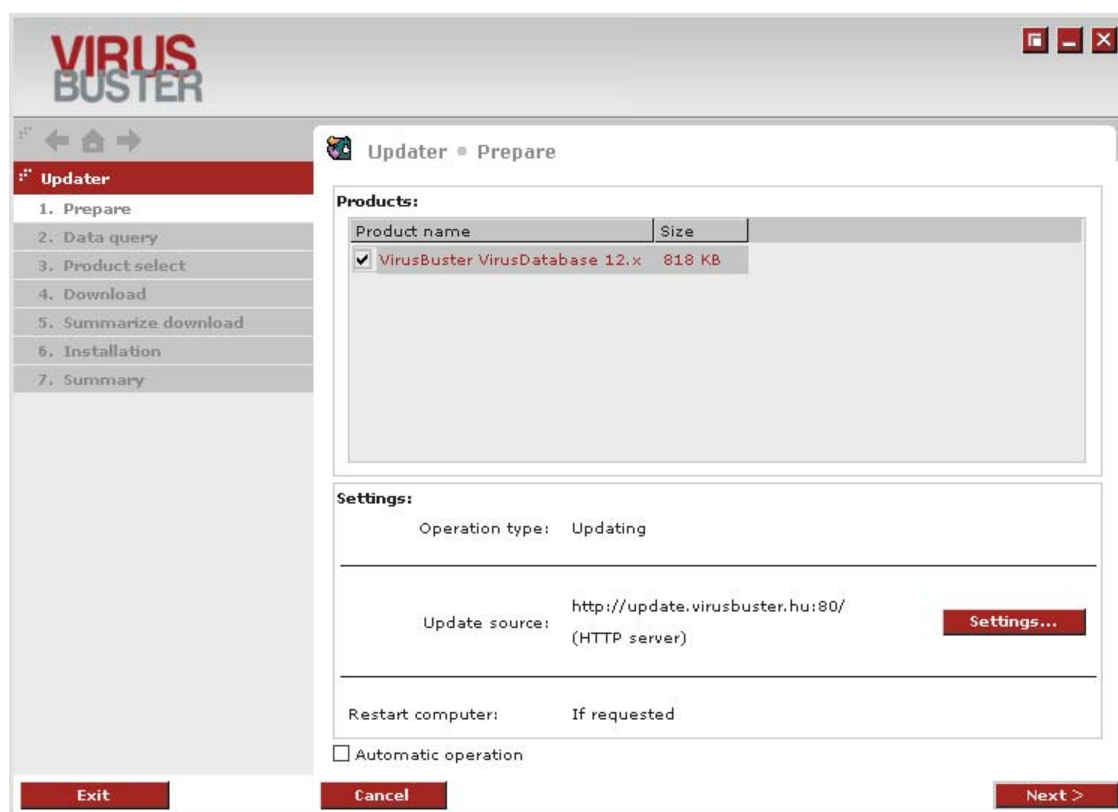 VIRUS
BUSTER
Updater
1. Prepare
2. Data query
3. Product select
4. Download
5. Summarize download
6. Installation
7. Summary
Updater • Prepare
Products:
Product name Size
VirusBuster VirusDatabase 12.x 818 KB
Settings:
Operation type: Updating
Update source: http://update.virusbuster.hu:80/
(HTTP server)
Settings...
Restart computer: If requested
Automatic operation
Exit
Cancel
Next >